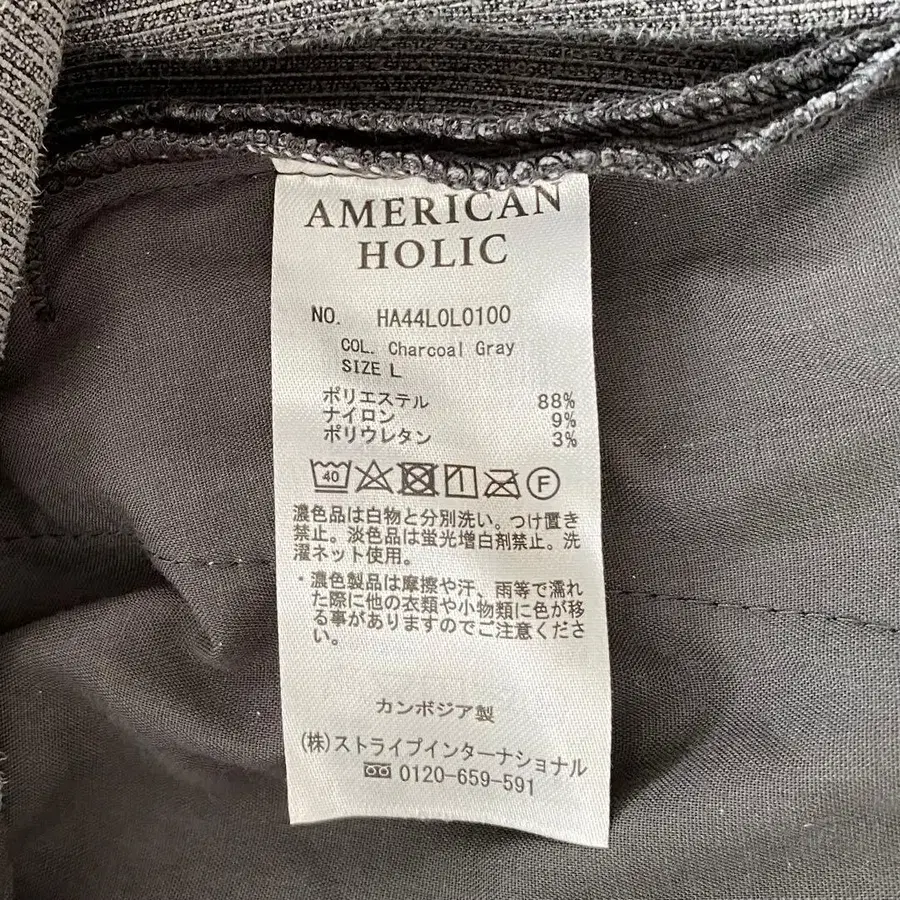 AMERICAN
HOLIC
NO. HA44L0L0100
COL. Charcoal Gray
SIZE L
ポリエステル 88%
ナイロン 9%
ポリウレタン 3%
40 F
濃色品は白物と分別洗い。つけ置き
禁止。淡色品は蛍光増白剤禁止。洗
濯ネット使用。
・濃色製品は摩擦や汗、雨等で濡れ
た際に他の衣類や小物類に色が移
る事がありますのでご注意くださ
い。
カンボジア製
(株)ストライプインターナショナル
0120-659-591